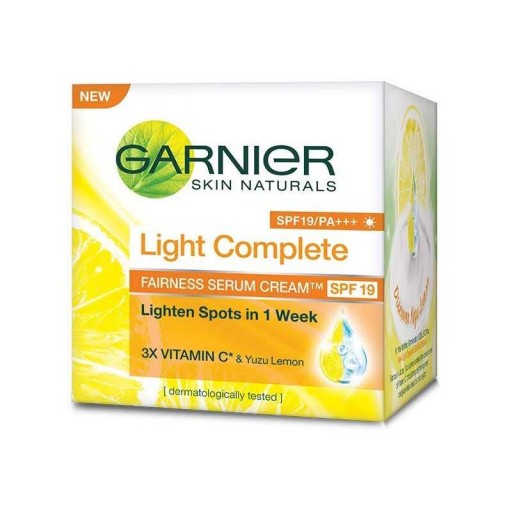 NEW
GARNIER
SKIN NATURALS
SPF19/PA+++
Light Complete
FAIRNESS SERUM CREAM™ SPF 19
Lighten Spots in 1 Week
3X VITAMIN C* & Yuzu Lemon
[ dermatologically tested ]